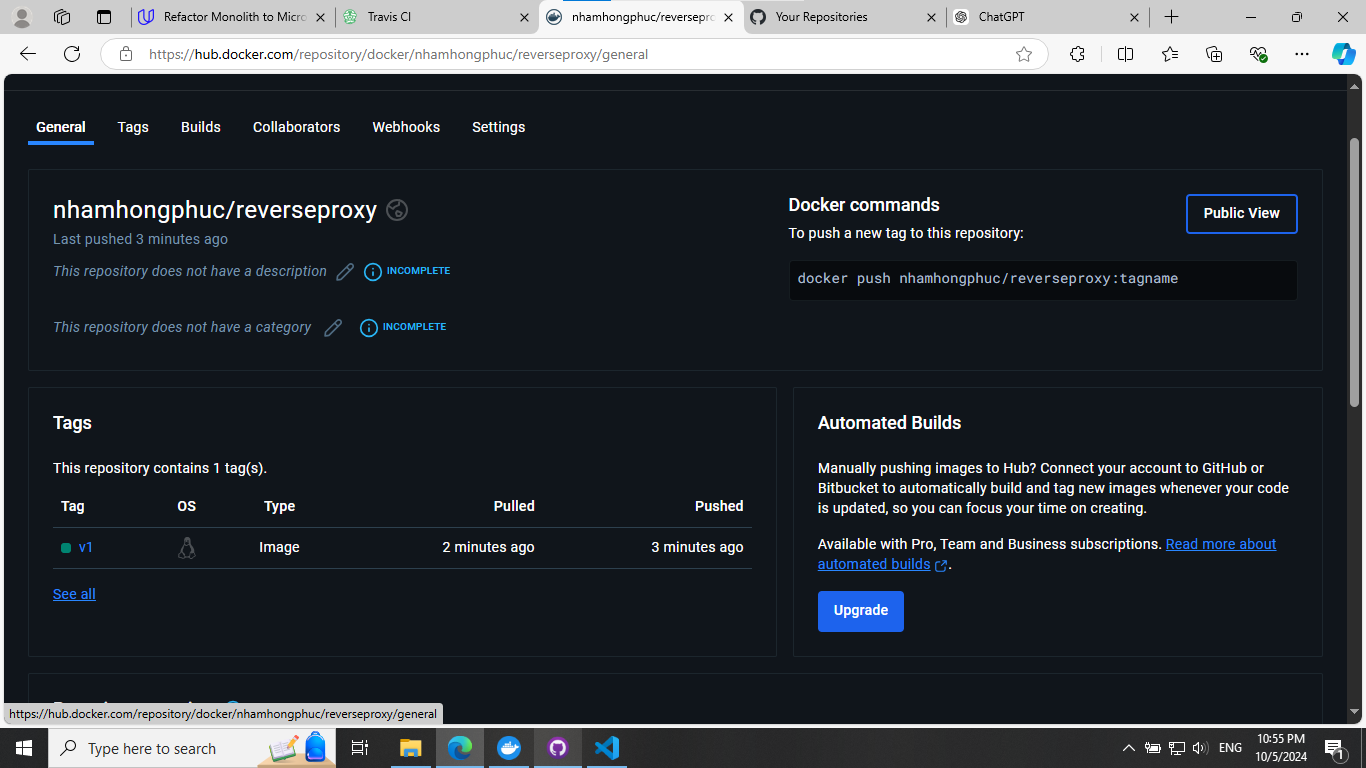 Refactor Monolith to Micro
Travis CI
nhamhongphuc/reversepro
Your Repositories
ChatGPT
https://hub.docker.com/repository/docker/nhamhongphuc/reverseproxy/general
General
Tags
Builds
Collaborators
Webhooks
Settings
nhamhongphuc/reverseproxy
Last pushed 3 minutes ago
This repository does not have a description
INCOMPLETE
This repository does not have a category
INCOMPLETE
Docker commands
Public View
To push a new tag to this repository:
docker push nhamhongphuc/reverseproxy:tagname
Tags
This repository contains 1 tag(s).
Tag OS Type Pulled Pushed
v1 Image 2 minutes ago 3 minutes ago
See all
Automated Builds
Manually pushing images to Hub? Connect your account to GitHub or
Bitbucket to automatically build and tag new images whenever your code
is updated, so you can focus your time on creating.
Available with Pro, Team and Business subscriptions. Read more about
automated builds .
Upgrade
https://hub.docker.com/repository/docker/nhamhongphuc/reverseproxy/general
Type here to search
ENG
10:55 PM
10/5/2024
1